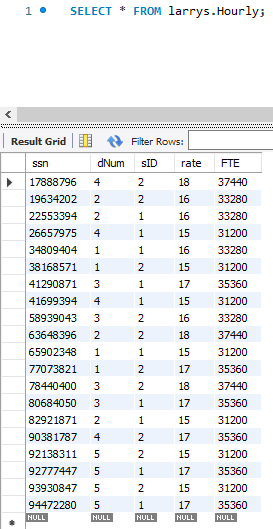 1 SELECT * FROM larrys.Hourly;
Result Grid Filter Rows:
ssn dNum sID rate FTE
17888796 4 2 18 37440
19634202 2 2 16 33280
22553394 2 1 16 33280
26657975 4 1 15 31200
34809404 1 1 16 33280
38168571 1 2 15 31200
41290871 3 1 17 35360
41699394 4 1 15 31200
58939043 3 2 16 33280
63648396 2 2 18 37440
65902348 1 1 15 31200
77073821 1 2 17 35360
78440400 3 2 18 37440
80684050 3 1 17 35360
82921871 2 1 15 31200
90381787 4 2 17 35360
92138311 5 2 15 31200
92777447 5 1 17 35360
93930847 5 2 15 31200
94472280 5 1 17 35360
NULL NULL NULL NULL NULL